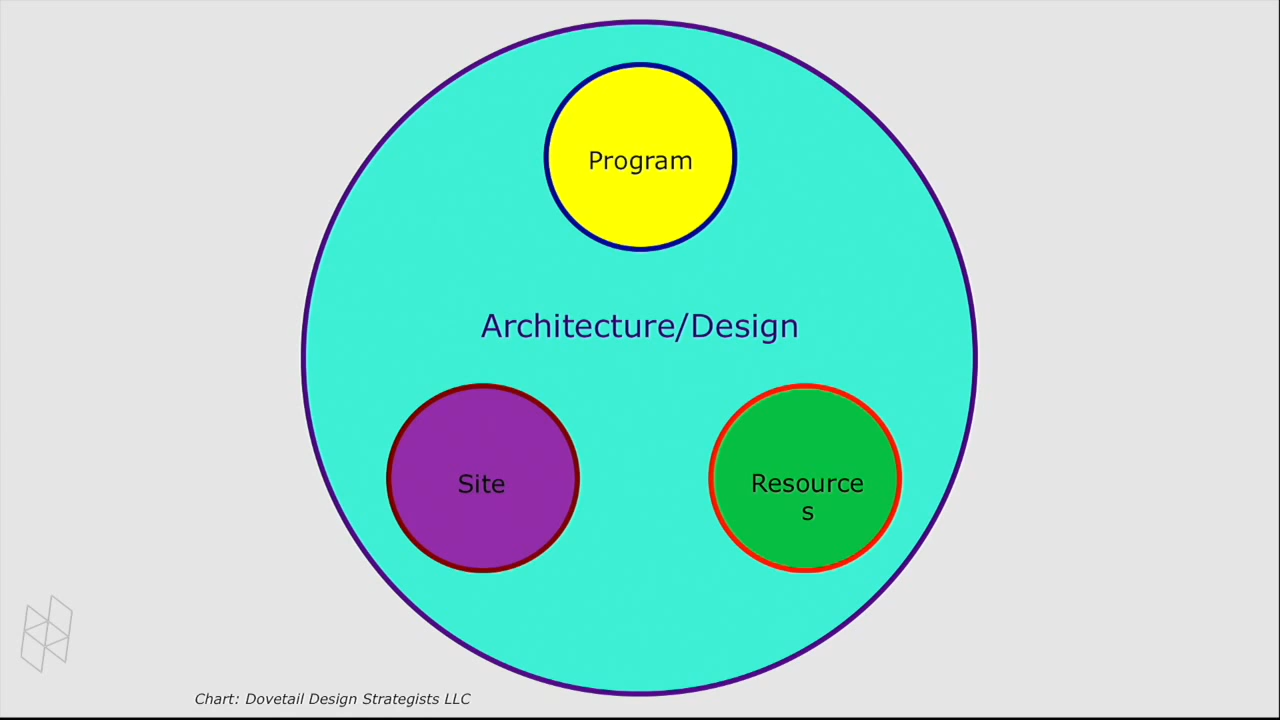 Program
Architecture/Design
Site
Resource
s
Chart: Dovetail Design Strategists LLC